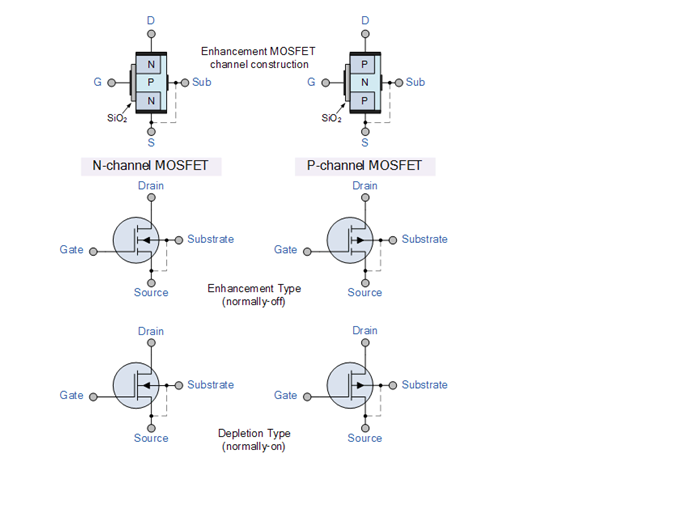 D D
Enhancement MOSFET
channel construction
N P
G P Sub G N Sub
N P
SiO₂ SiO₂
S S
N-channel MOSFET P-channel MOSFET
Drain Drain
Gate Substrate Gate Substrate
Source Source
Enhancement Type
(normally-off)
Drain Drain
Gate Substrate Gate Substrate
Source Source
Depletion Type
(normally-on)